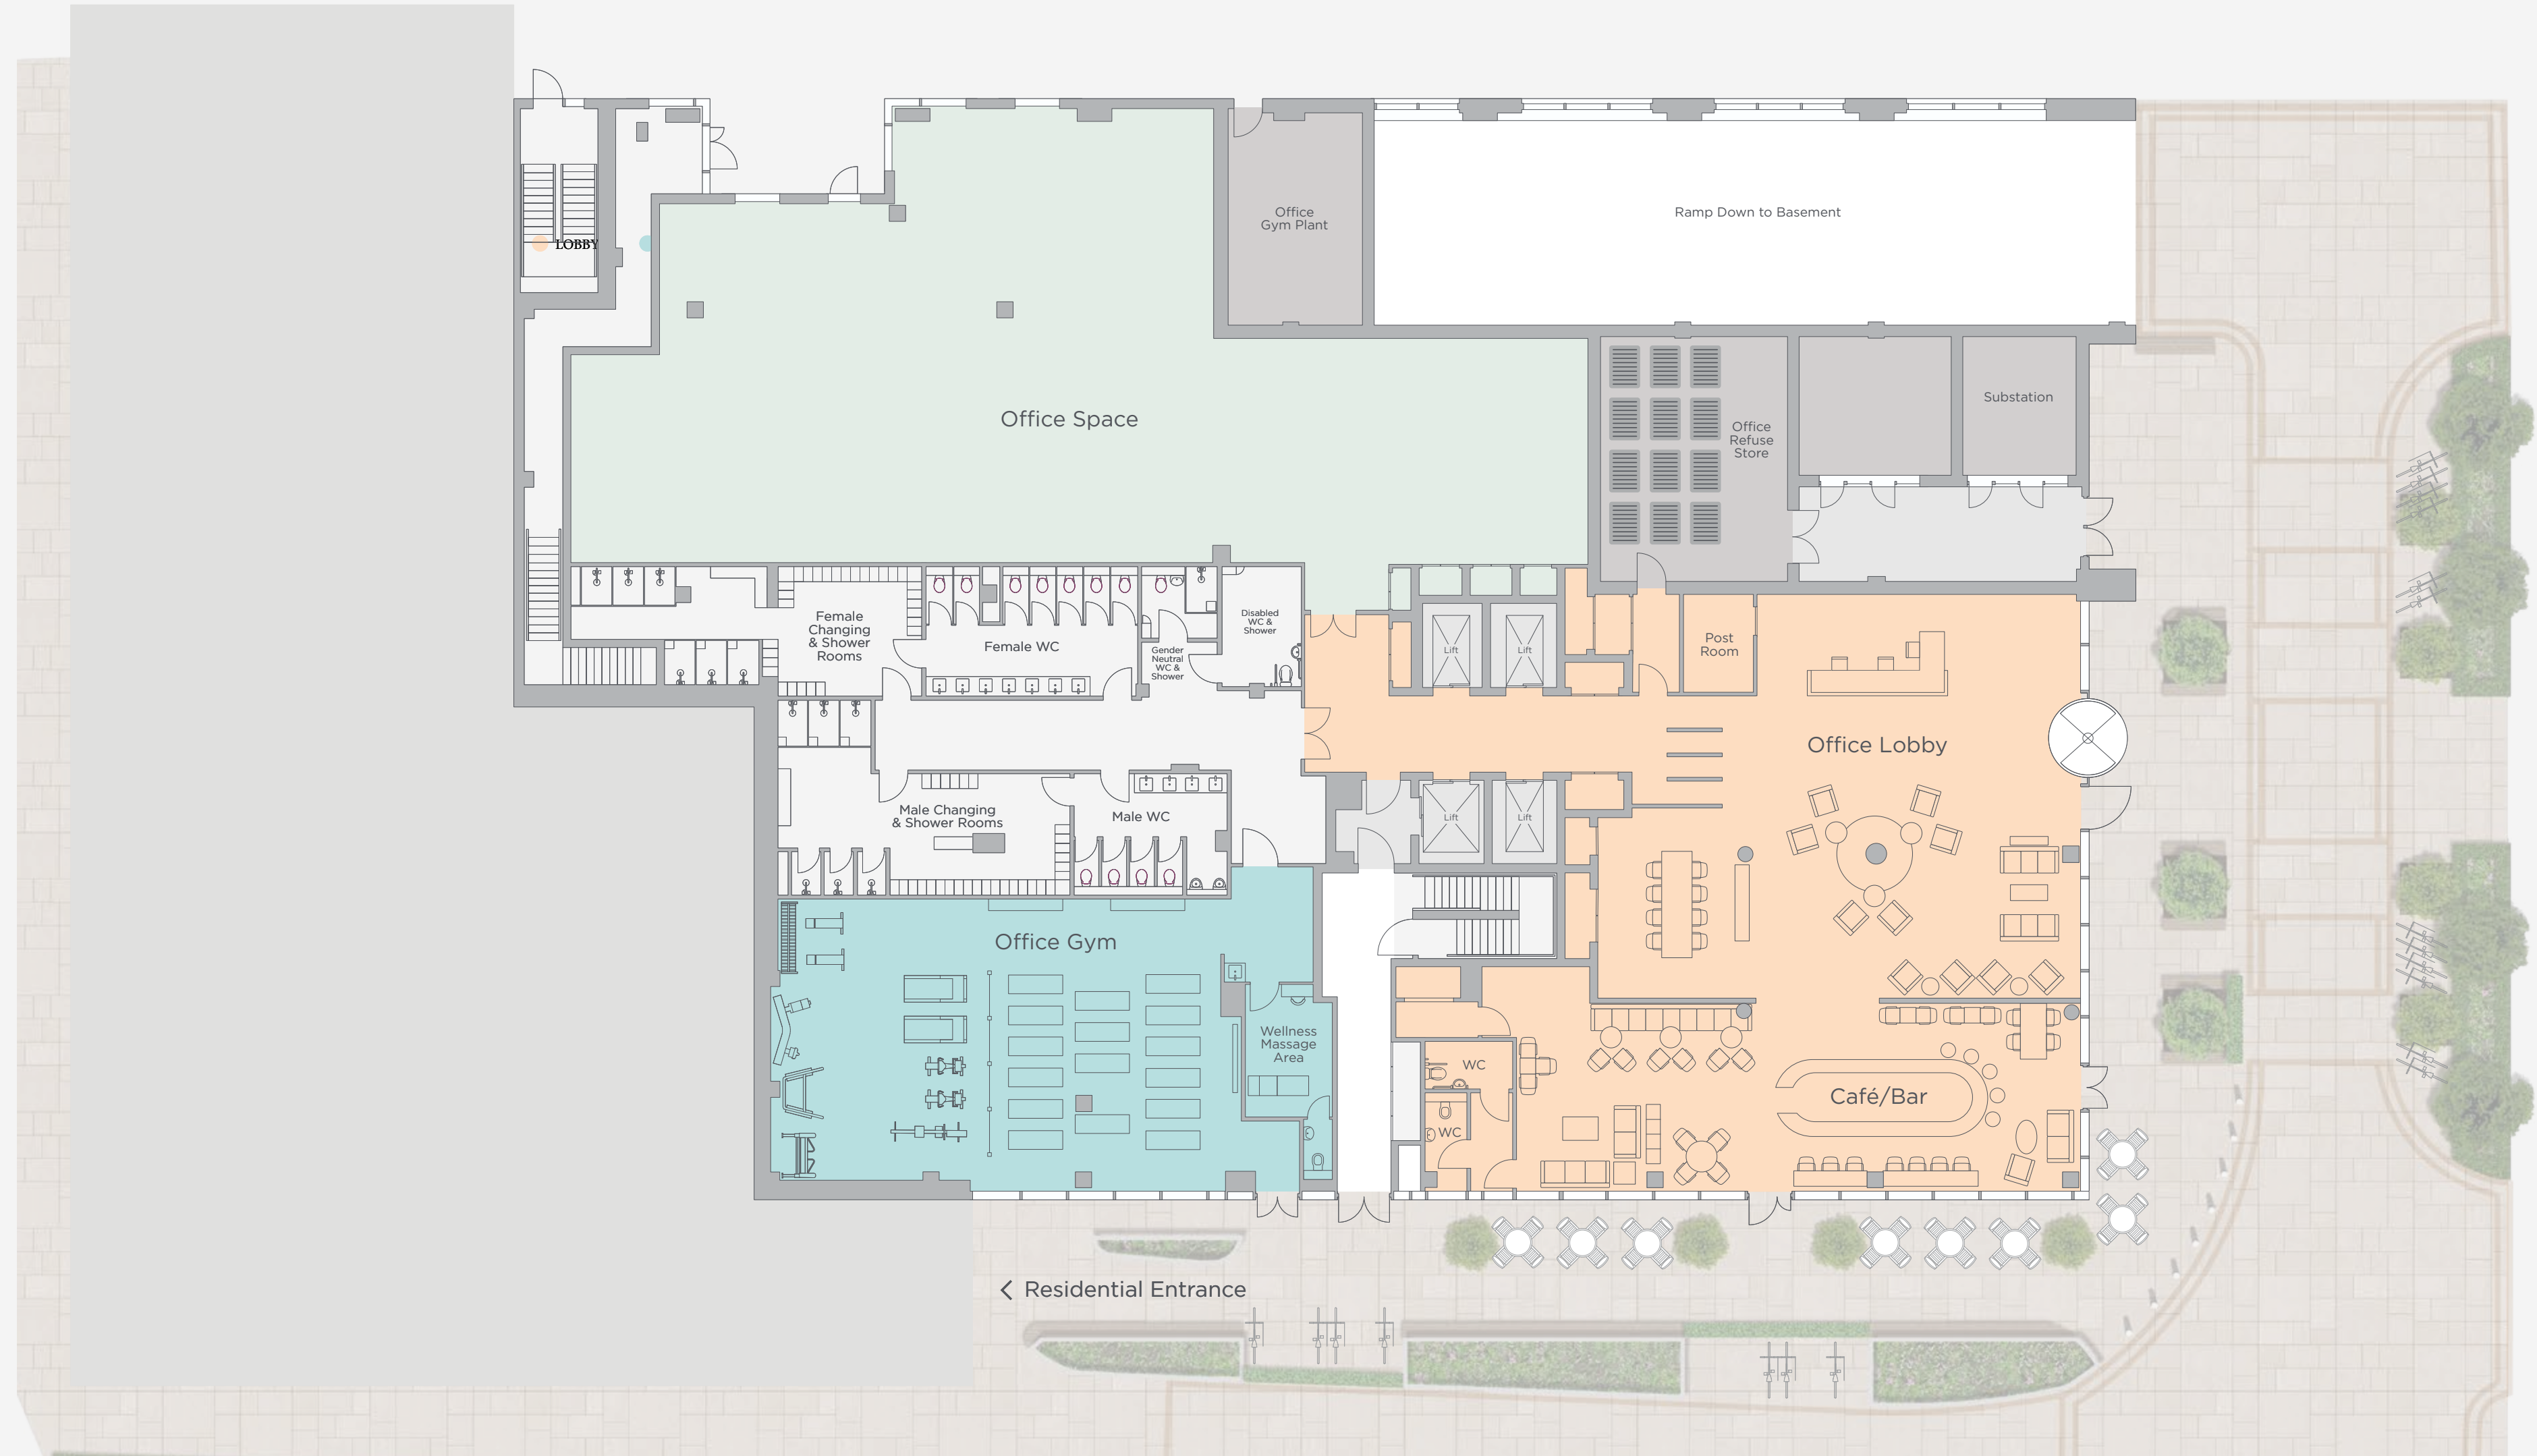 Office
Gym Plant
Ramp Down to Basement
LOBBY
Office Space
Substation
Office
Refuse
Store
Female
Changing
& Shower
Rooms
Female WC
Gender
Neutral
WC &
Shower
Disabled
WC &
Shower
Lift
Lift
Post
Room
Office Lobby
Male Changing
& Shower Rooms
Male WC
Lift
Lift
Office Gym
Wellness
Massage
Area
WC
WC
Café/Bar
Residential Entrance